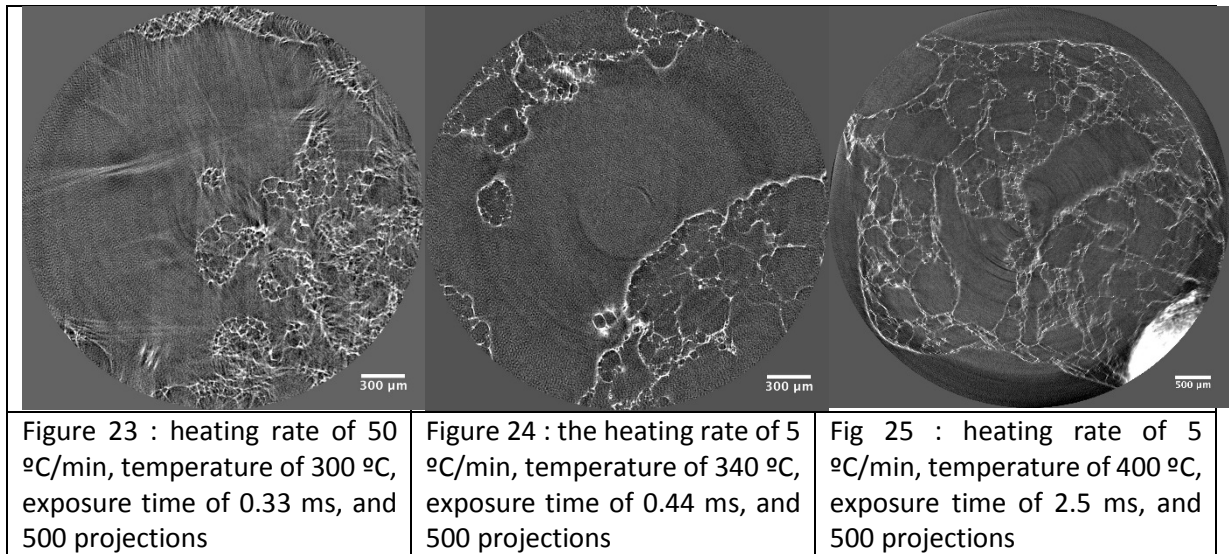 300 µm
300 µm
500 µm
Figure 23 : heating rate of 50
ºC/min, temperature of 300 ºC,
exposure time of 0.33 ms, and
500 projections
Figure 24 : the heating rate of 5
ºC/min, temperature of 340 ºC,
exposure time of 0.44 ms, and
500 projections
Fig 25 : heating rate of 5
ºC/min, temperature of 400 ºC,
exposure time of 2.5 ms, and
500 projections